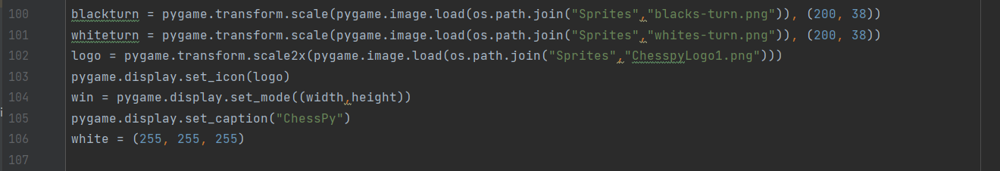 100 blackturn = pygame.transform.scale(pygame.image.load(os.path.join("Sprites","blacks-turn.png")), (200, 38))
101 whiteturn = pygame.transform.scale(pygame.image.load(os.path.join("Sprites","whites-turn.png")), (200, 38))
102 logo = pygame.transform.scale2x(pygame.image.load(os.path.join("Sprites","ChesspyLogo1.png")))
103 pygame.display.set_icon(logo)
104 win = pygame.display.set_mode((width,height))
105 pygame.display.set_caption("ChessPy")
106 white = (255, 255, 255)
107